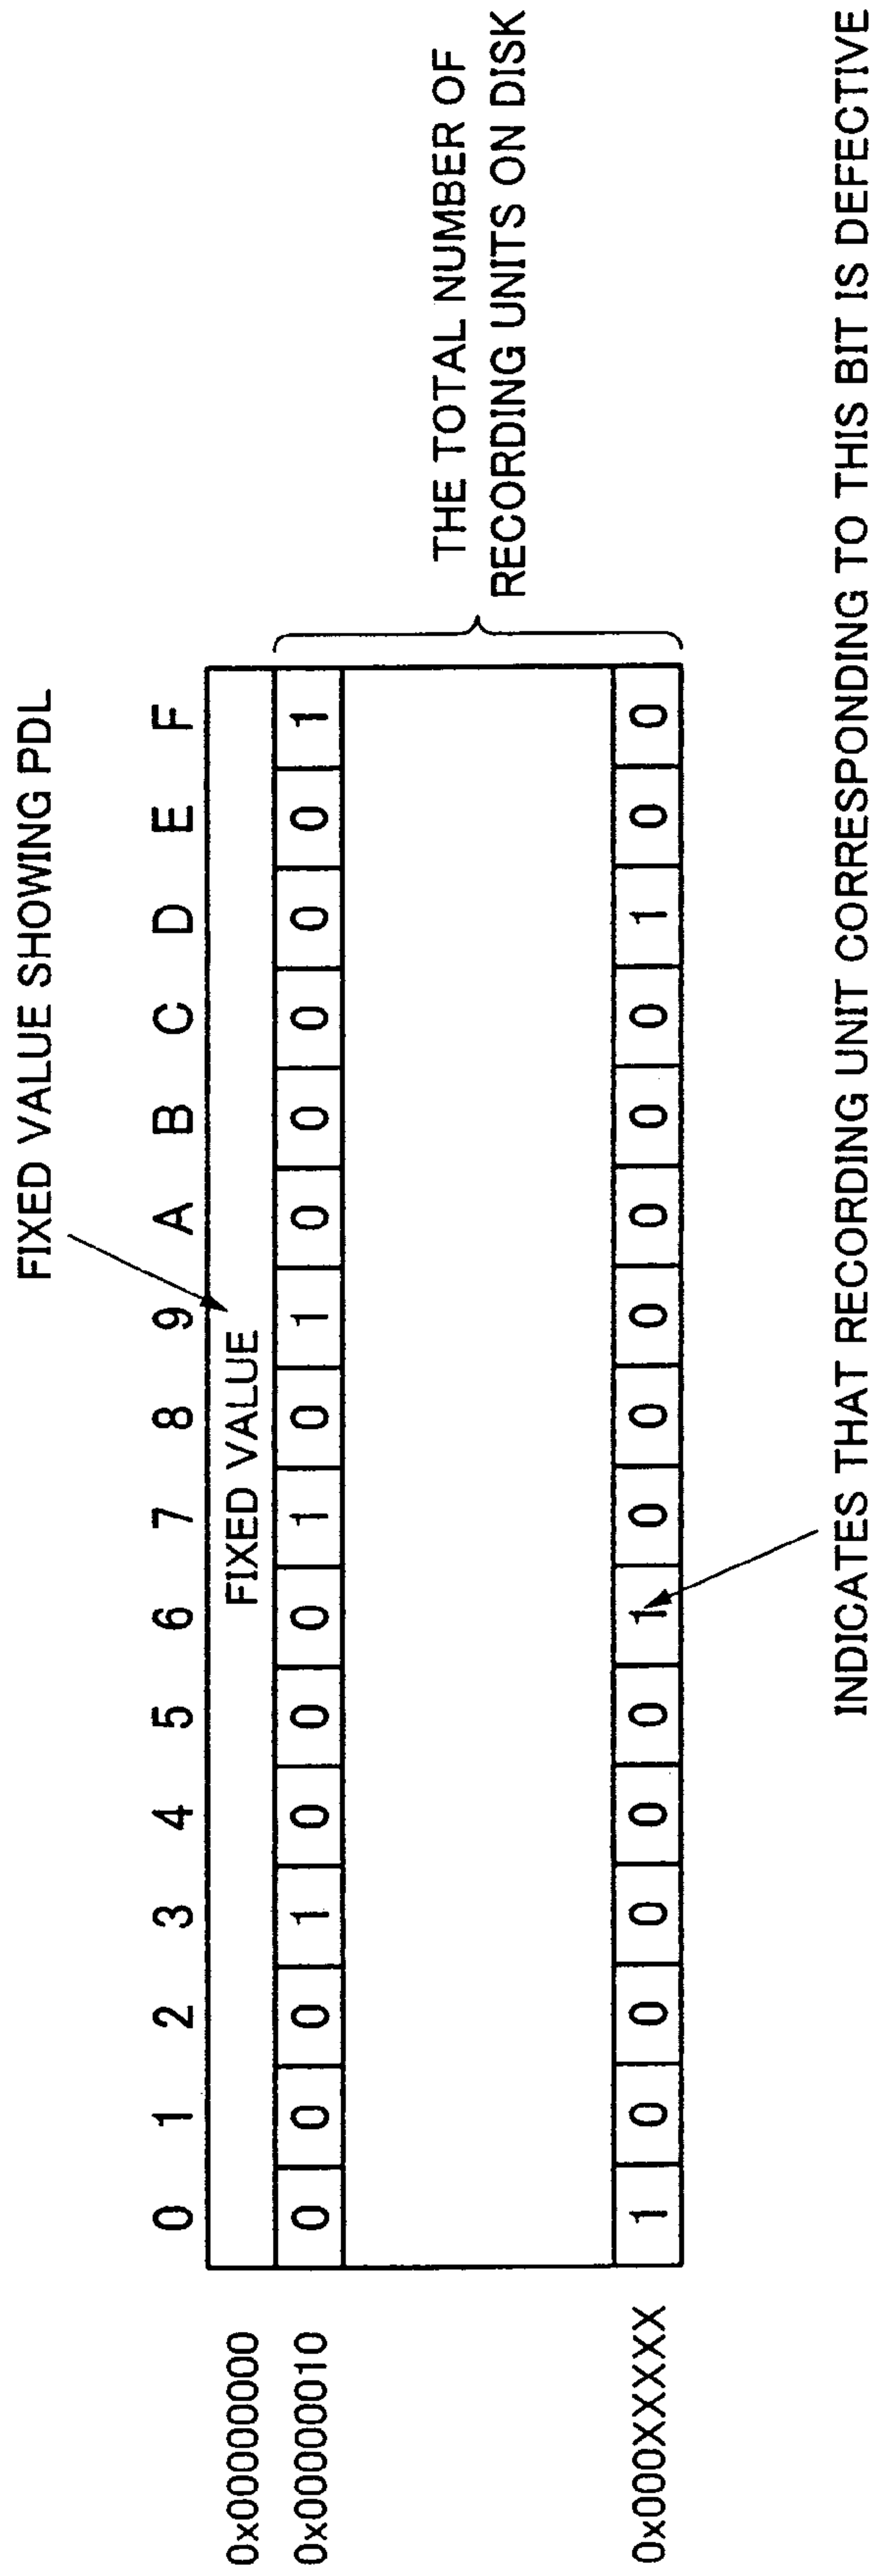 FIXED VALUE SHOWING PDL
0 1 2 3 4 5 6 7 8 9 A B C D E F
0x00000000 FIXED VALUE
0x00000010 0 0 0 1 0 0 0 1 0 1 0 0 0 0 0 1
THE TOTAL NUMBER OF
RECORDING UNITS ON DISK
0x000XXXXX 1 0 0 0 0 0 1 0 0 0 0 0 0 1 0 0
INDICATES THAT RECORDING UNIT CORRESPONDING TO THIS BIT IS DEFECTIVE